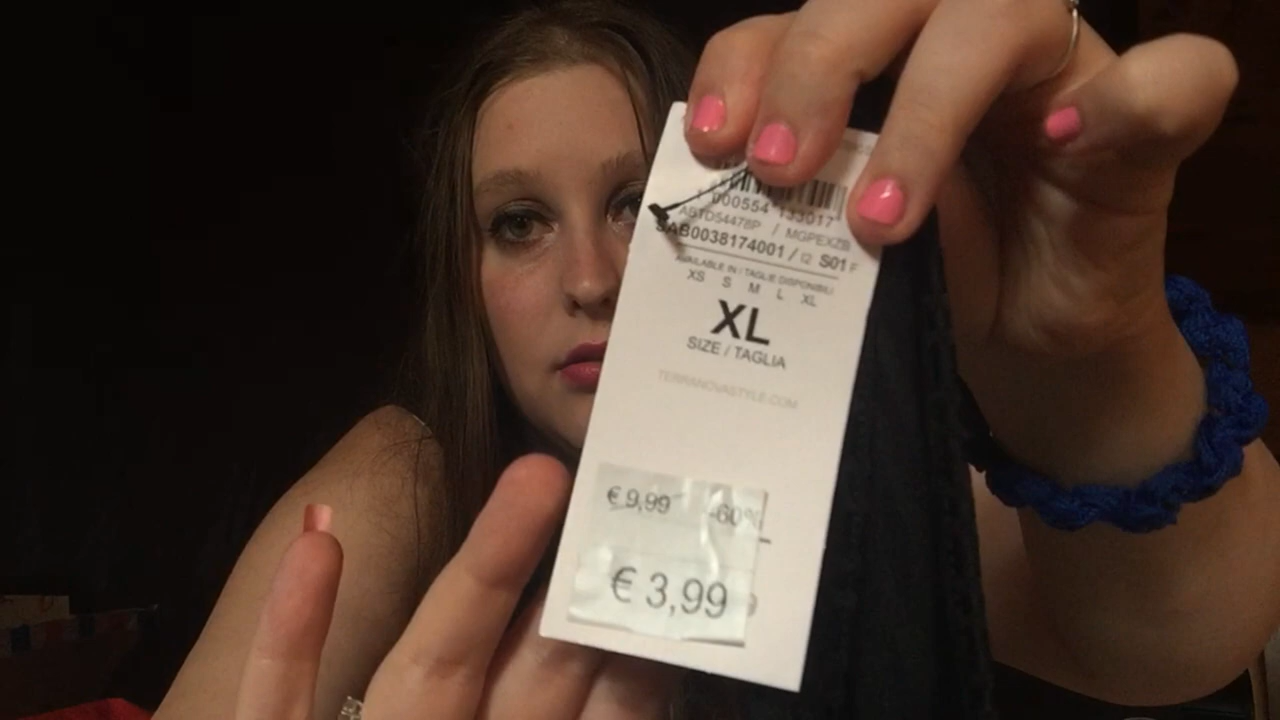 000554 133017
ABTD54478P / MGPEXZB
SAB0038174001 / I2 S01 F
AVAILABLE IN / TAGLIE DISPONIBILI
XS S M L XL
XL
SIZE / TAGLIA
TERRANOVASTYLE.COM
€ 9,99 -60%
€ 3,99